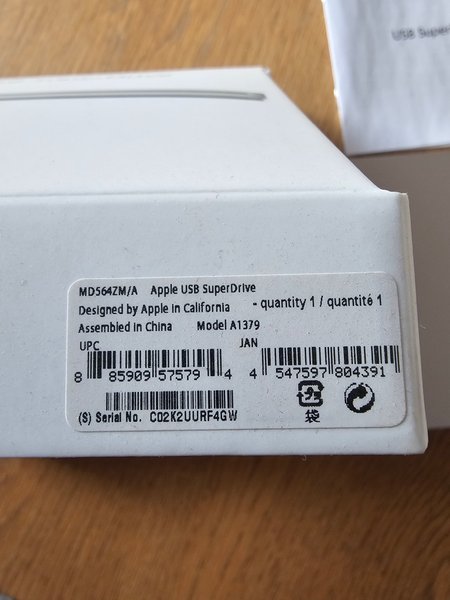 USB Super
MD564ZM/A Apple USB SuperDrive
Designed by Apple in California - quantity 1 / quantité 1
Assembled in China Model A1379
UPC JAN
8 85909 57579 4 4 547597 804391
袋
(S) Serial No. C02K2UURF4GW